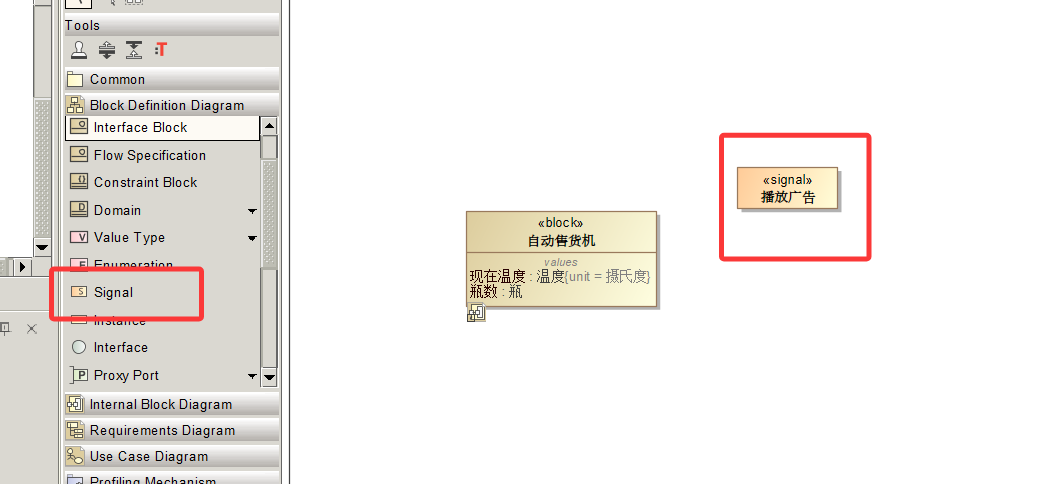 Tools
Common
Block Definition Diagram
Interface Block
Flow Specification
Constraint Block
Domain
Value Type
Enumeration
Signal
Instance
Interface
Proxy Port
Internal Block Diagram
Requirements Diagram
Use Case Diagram
Profiling Mechanism
«block»
自动售货机
values
现在温度 : 温度{unit = 摄氏度}
瓶数 : 瓶
«signal»
播放广告